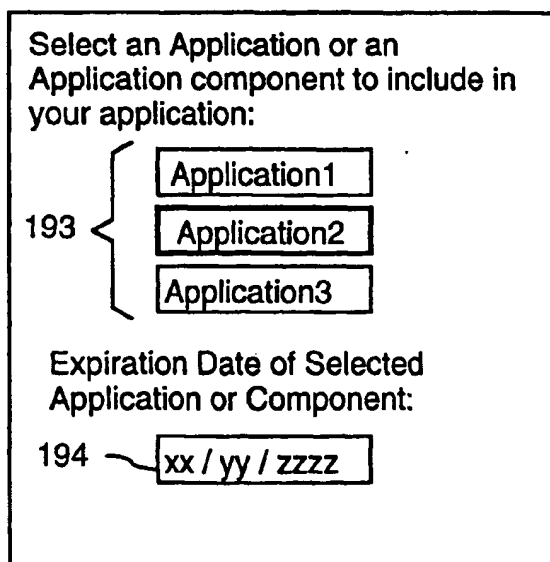 Select an Application or an
Application component to include in
your application:
Application1
193
Application2
Application3
Expiration Date of Selected
Application or Component:
194
xx / yy / zzzz